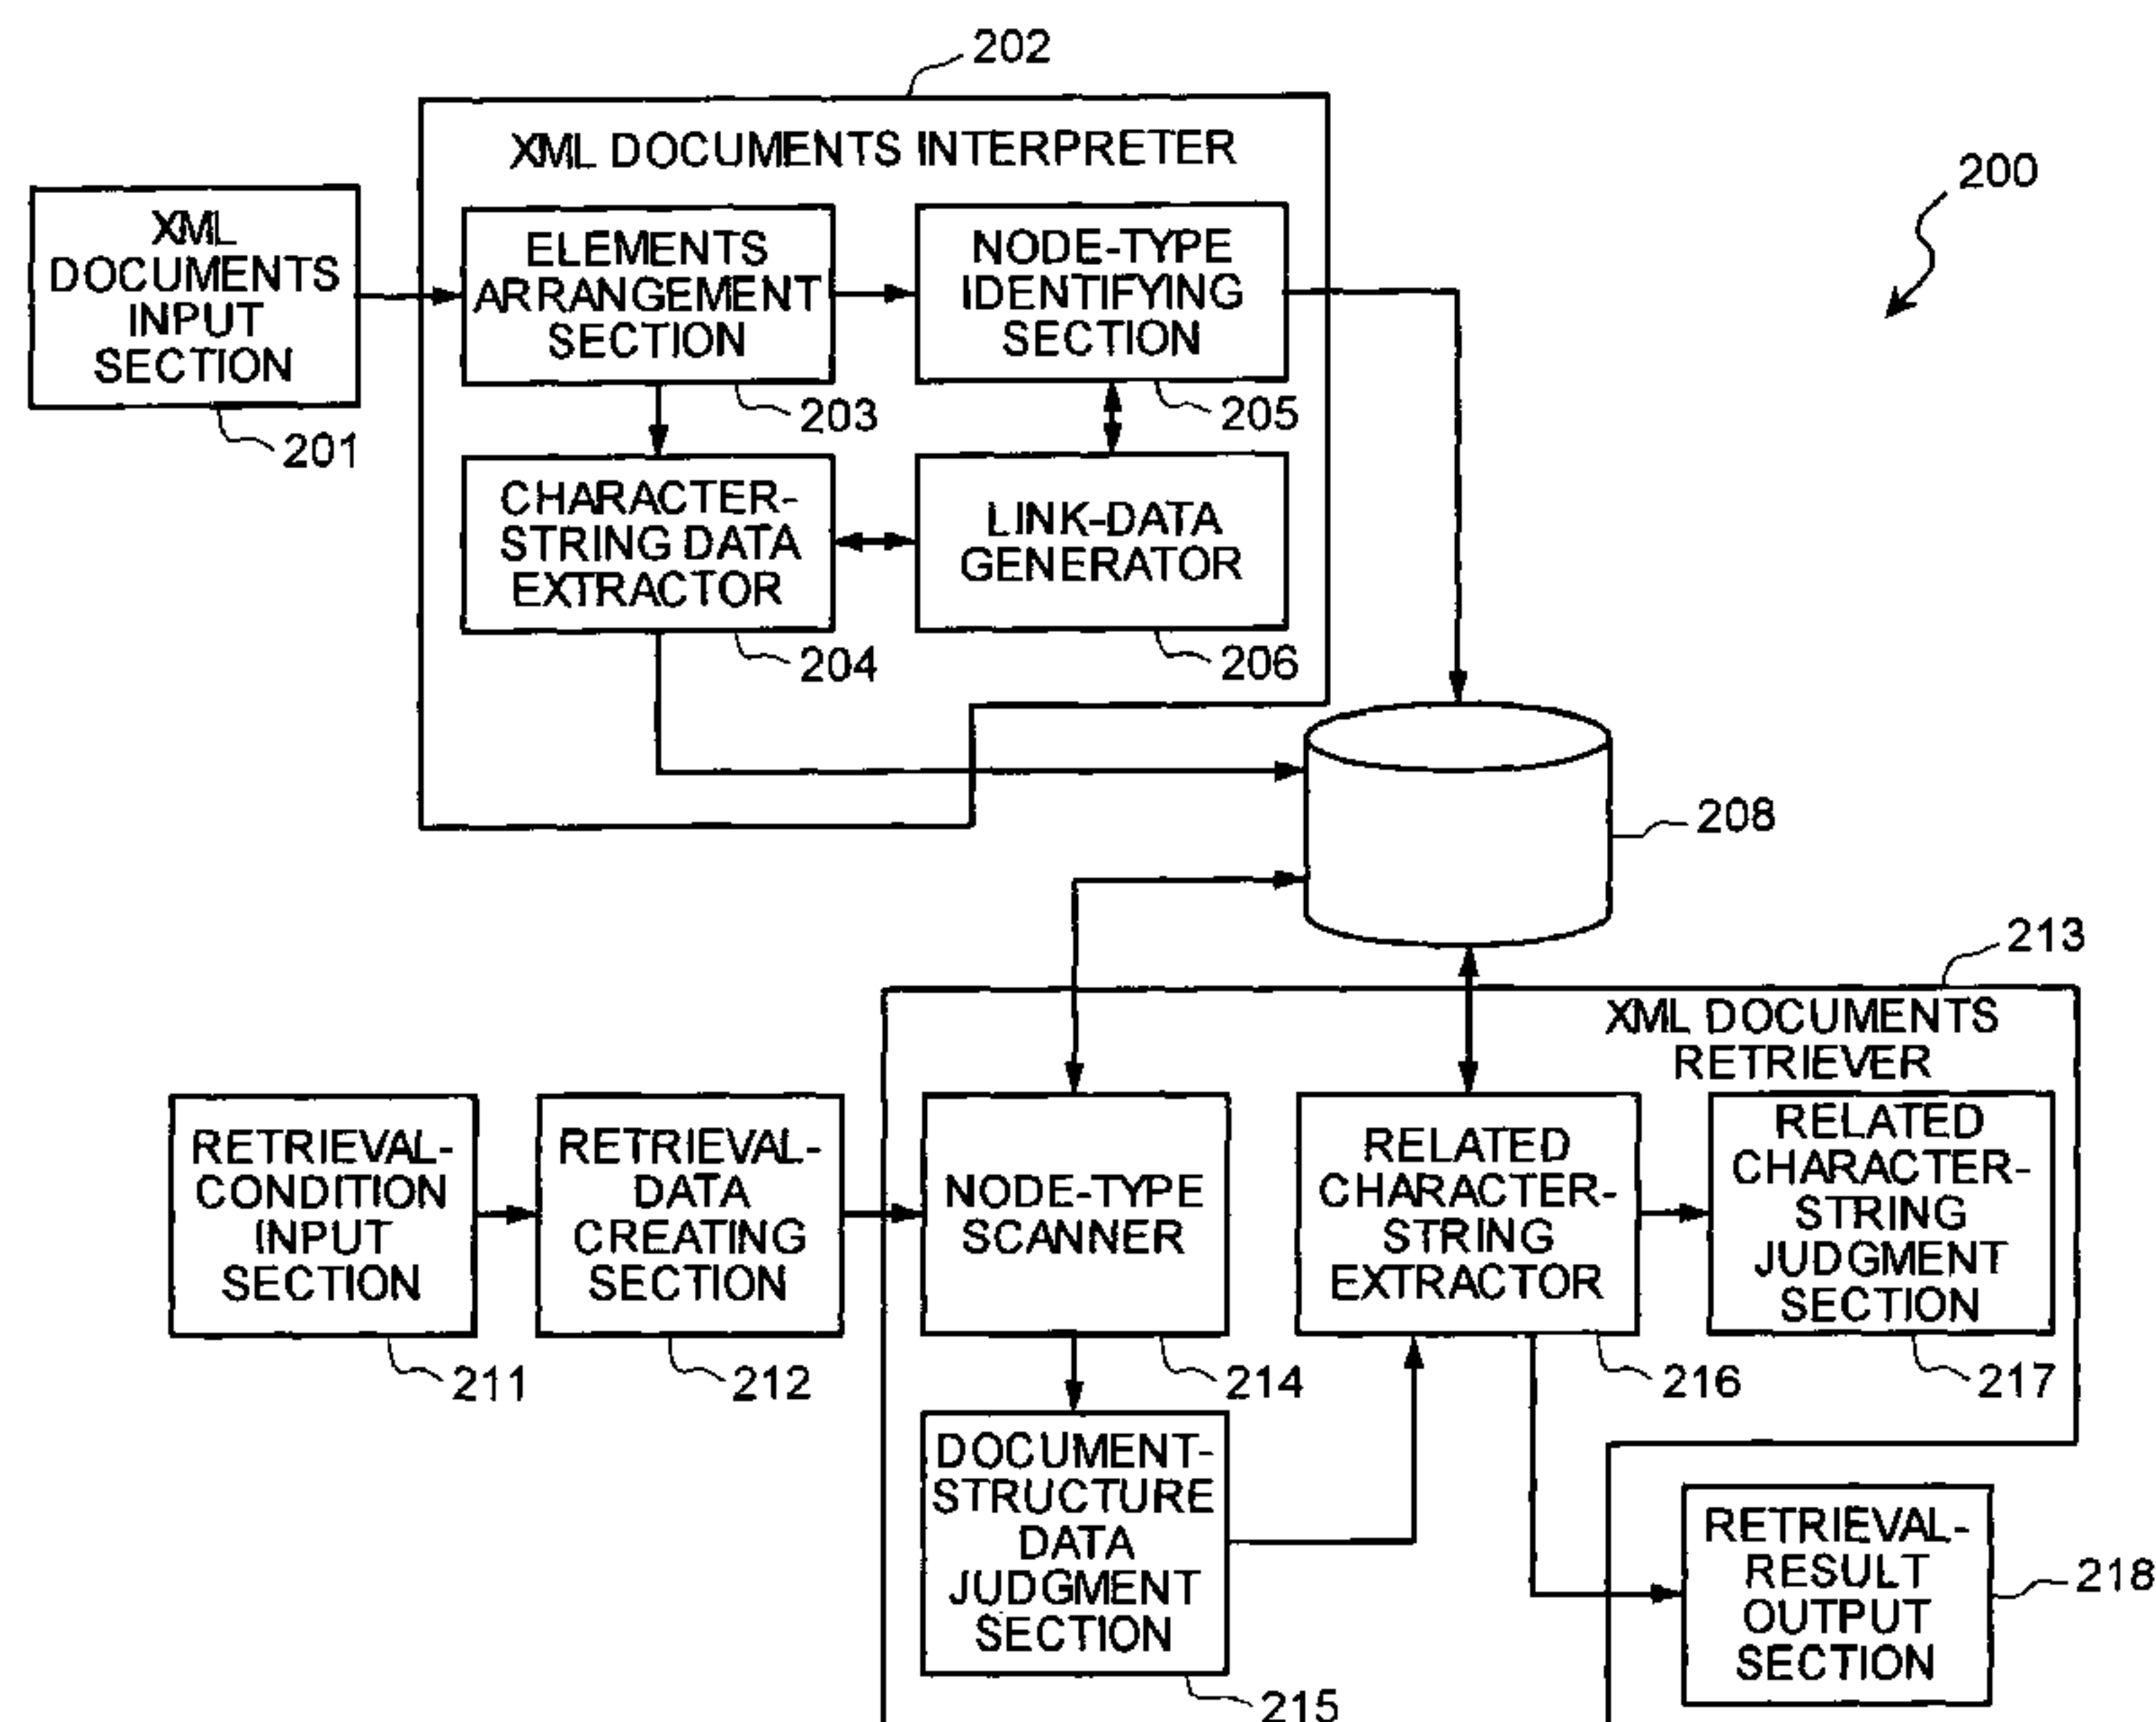 202
XML DOCUMENTS INTERPRETER
200
XML
DOCUMENTS
INPUT
SECTION
201
ELEMENTS
ARRANGEMENT
SECTION
203
NODE-TYPE
IDENTIFYING
SECTION
205
CHARACTER-
STRING DATA
EXTRACTOR
204
LINK-DATA
GENERATOR
206
208
213
XML DOCUMENTS
RETRIEVER
RETRIEVAL-
CONDITION
INPUT
SECTION
211
RETRIEVAL-
DATA
CREATING
SECTION
212
NODE-TYPE
SCANNER
214
RELATED
CHARACTER-
STRING
EXTRACTOR
216
RELATED
CHARACTER-
STRING
JUDGMENT
SECTION
217
DOCUMENT-
STRUCTURE
DATA
JUDGMENT
SECTION
215
RETRIEVAL-
RESULT
OUTPUT
SECTION
218